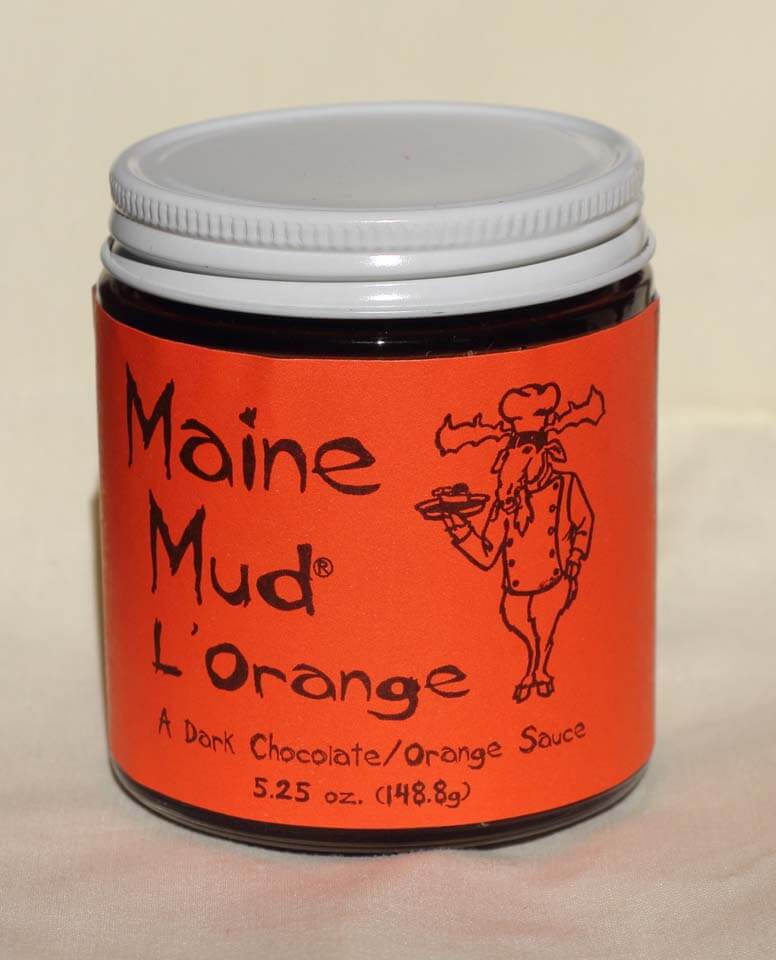 Maine
Mud®
L'Orange
A Dark Chocolate/Orange Sauce
5.25 oz. (148.8g)